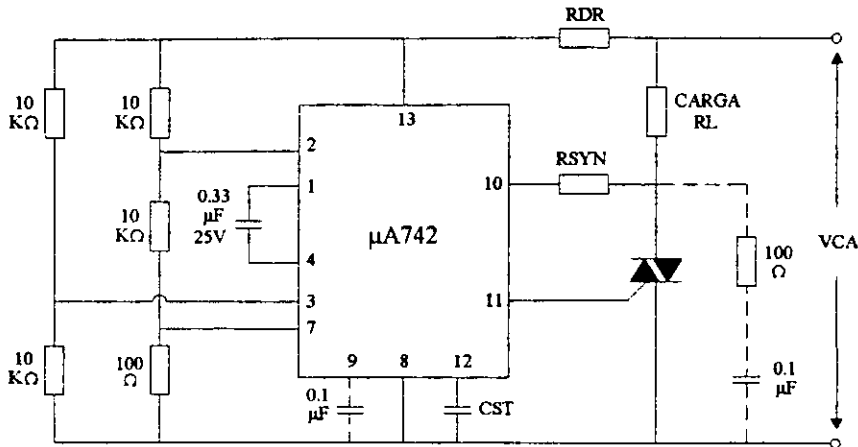 RDR
10
KΩ
10
KΩ
CARGA
RL
13
2
1
RSYN
10
0.33
µF
25V
10
KΩ
µA742
100
Ω
VCA
4
3
11
7
10
KΩ
100
Ω
9
8
12
0.1
µF
CST
0.1
µF